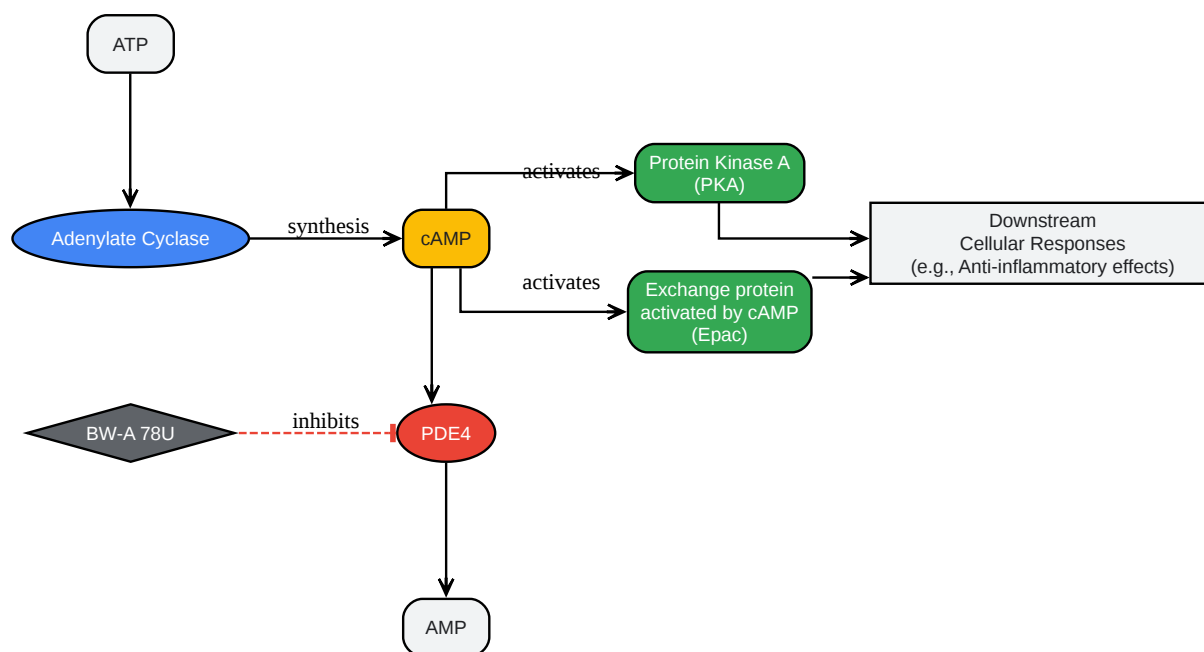 ATP
activates
Protein Kinase A
(PKA)
Adenylate Cyclase
synthesis
cAMP
Downstream
Cellular Responses
(e.g., Anti-inflammatory effects)
activates
Exchange protein
activated by cAMP
(Epac)
BW-A 78U
inhibits
PDE4
AMP